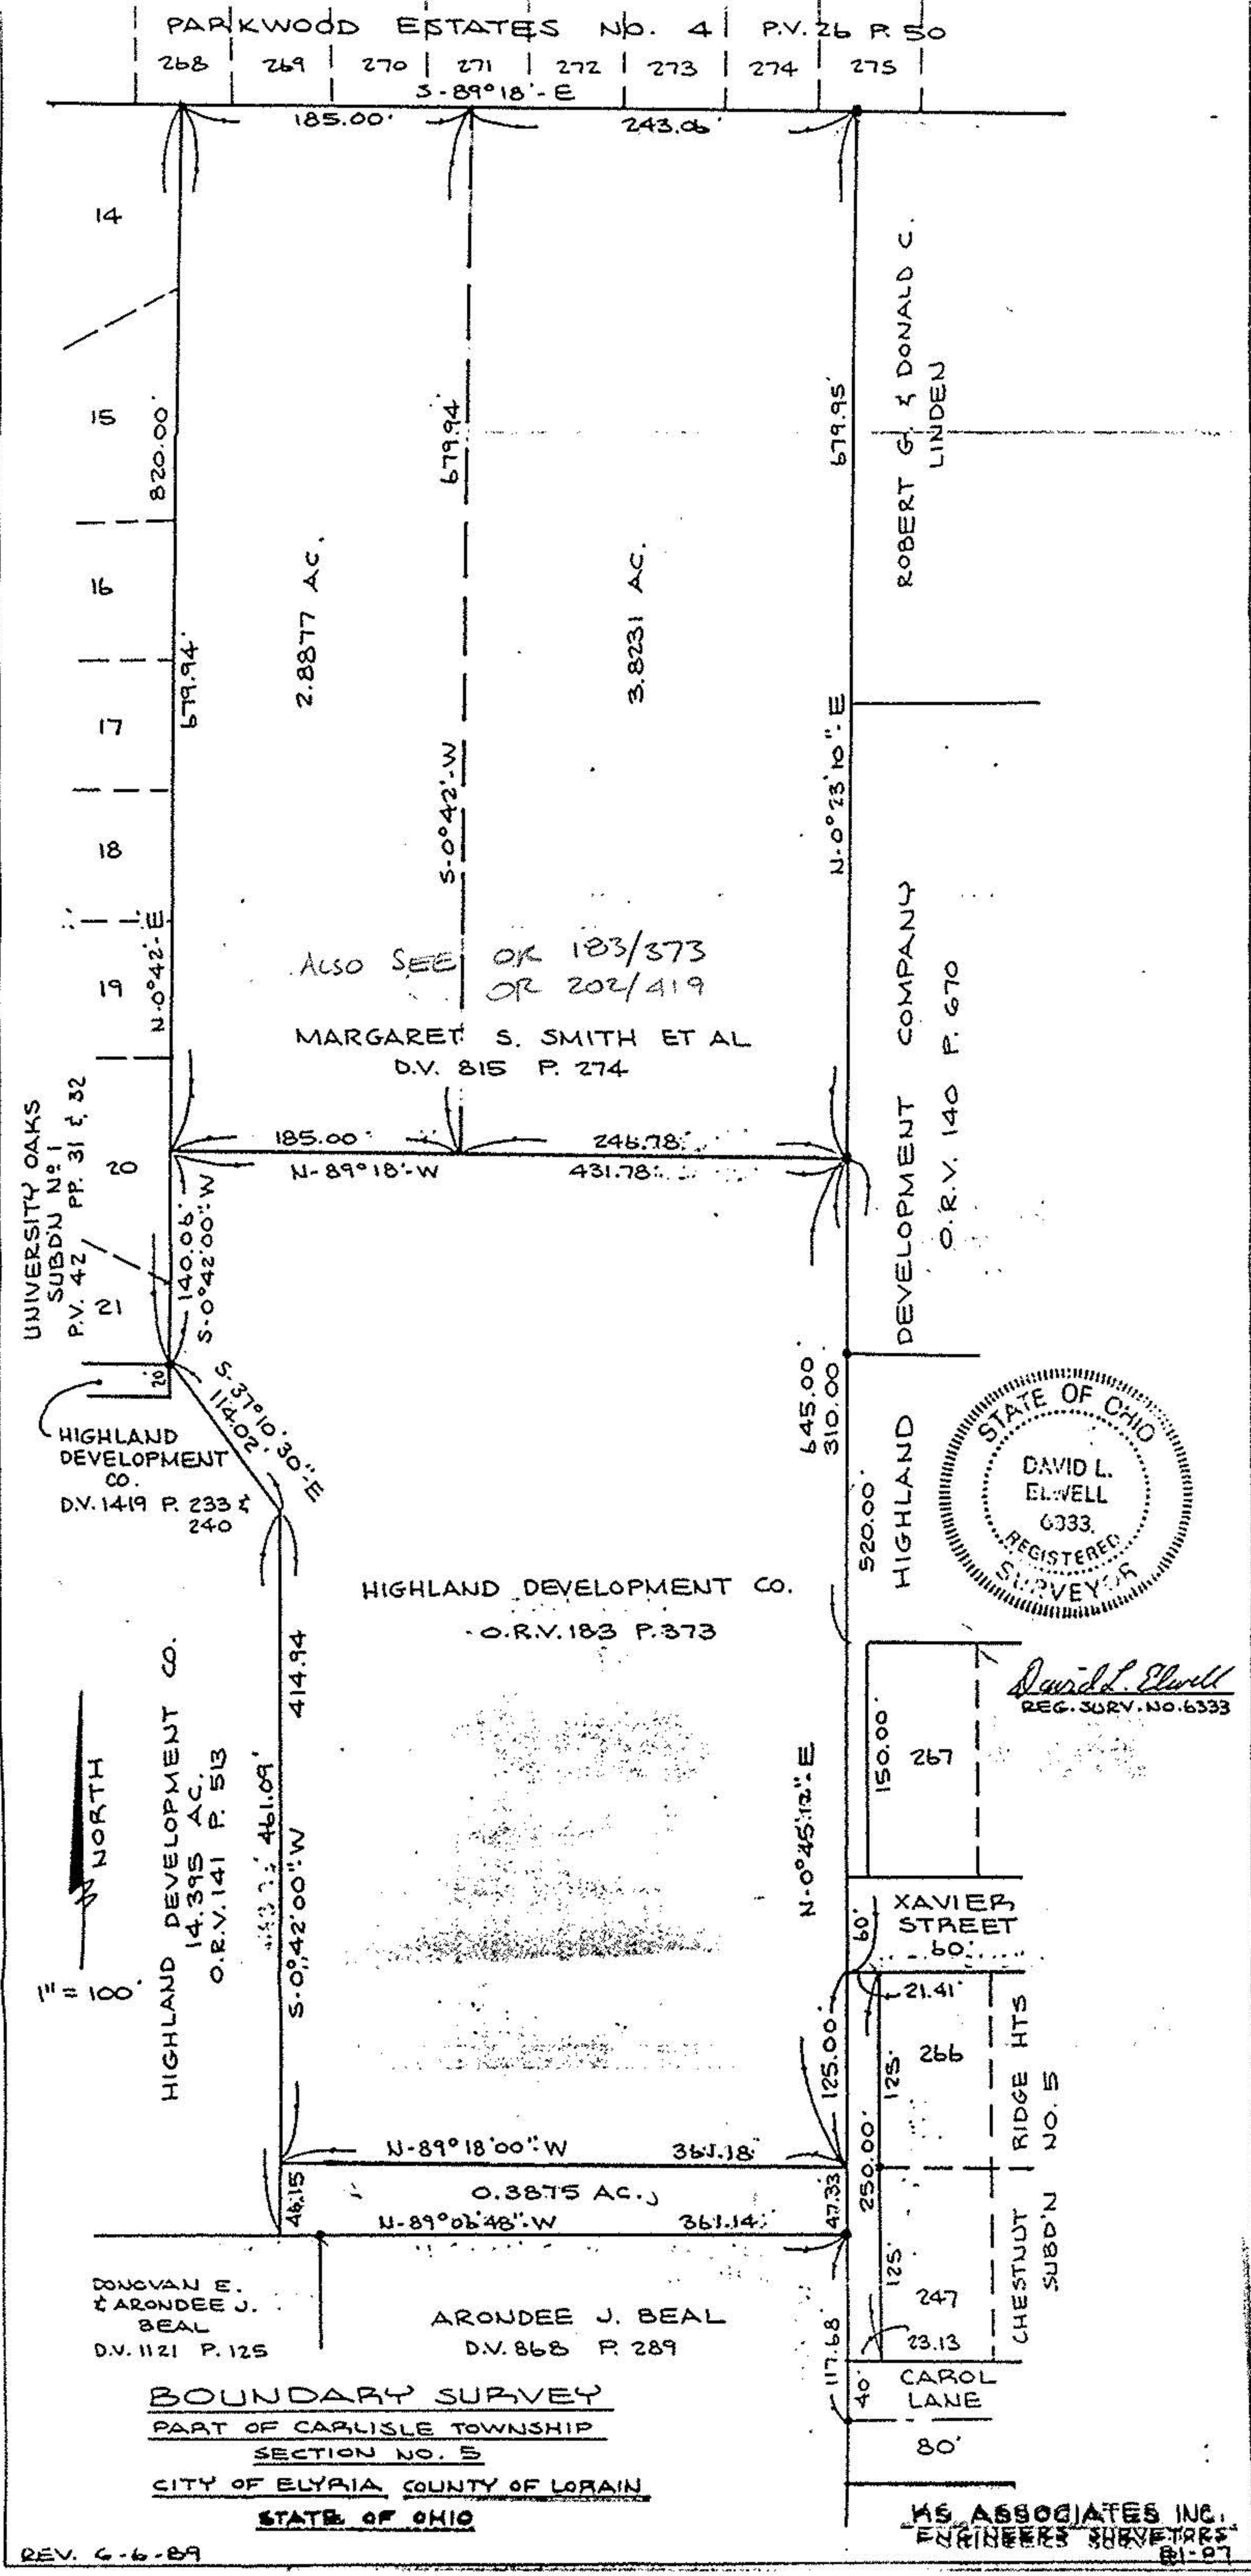 PARKWOOD ESTATES NO. 4 P.V. 26 P. 50
268 269 270 271 272 273 274 275
S-89°18'-E
185.00' 243.06'
14
15
16
17
18
19
20
21
820.00'
679.94'
N-0°42'-E
2.8877 AC.
679.94'
S-0°42'-W
3.8231 AC.
679.95'
N-0°23'10"-E
ROBERT G. & DONALD C.
LINDEN
ALSO SEE OR 183/373
OR 202/419
MARGARET S. SMITH ET AL
D.V. 815 P. 274
185.00' 246.78'
N-89°18'-W 431.78'
UNIVERSITY OAKS
SUBD'N Nº 1
P.V. 42 PP. 31 & 32
140.06'
S-0°42'00"-W
20'
S-37°10'30"-E
114.02'
HIGHLAND
DEVELOPMENT
CO.
D.V. 1419 P. 233 &
240
HIGHLAND DEVELOPMENT COMPANY
O.R.V. 140 P. 670
645.00'
310.00
520.00'
STATE OF OHIO
DAVID L.
ELWELL
6333
REGISTERED
SURVEYOR
David L. Elwell
REG. SURV. NO. 6333
HIGHLAND DEVELOPMENT CO.
O.R.V. 183 P. 373
HIGHLAND DEVELOPMENT CO.
14.395 AC.
O.R.V. 141 P. 513
NORTH
1" = 100'
414.94
461.09'
S-0°42'00"-W
N-0°45'12"-E
150.00'
267
XAVIER
STREET
60'
60'
21.41'
125.00'
125'
266
250.00'
CHESTNUT RIDGE HTS
SUBD'N NO. 5
N-89°18'00"-W 361.18'
0.3875 AC.
46.15
47.33
N-89°06'48"-W 361.14'
125'
247
23.13
117.68'
40'
CAROL
LANE
80'
DONOVAN E.
& ARONDEE J.
BEAL
D.V. 1121 P. 125
ARONDEE J. BEAL
D.V. 868 P. 289
BOUNDARY SURVEY
PART OF CARLISLE TOWNSHIP
SECTION NO. 5
CITY OF ELYRIA COUNTY OF LORAIN
STATE OF OHIO
KS ASSOCIATES INC.
ENGINEERS SURVEYORS
81-07
REV. 6-6-89